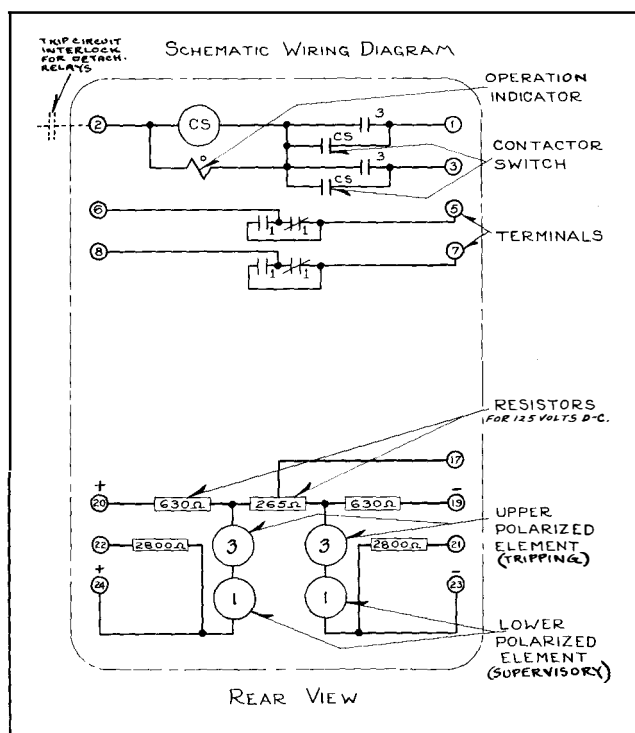 TRIP CIRCUIT
INTERLOCK
FOR DETACH.
RELAYS
SCHEMATIC WIRING DIAGRAM
OPERATION
INDICATOR
2
CS
3
1
CS
O
3
3
CS
CONTACTOR
SWITCH
6
1
1
5
8
1
1
7
TERMINALS
RESISTORS
FOR 125 VOLTS D-C.
17
+
20
630Ω
265Ω
630Ω
−
19
22
2800Ω
3
3
2800Ω
21
UPPER
POLARIZED
ELEMENT
(TRIPPING)
+
24
1
1
−
23
LOWER
POLARIZED
ELEMENT
(SUPERVISORY)
REAR VIEW